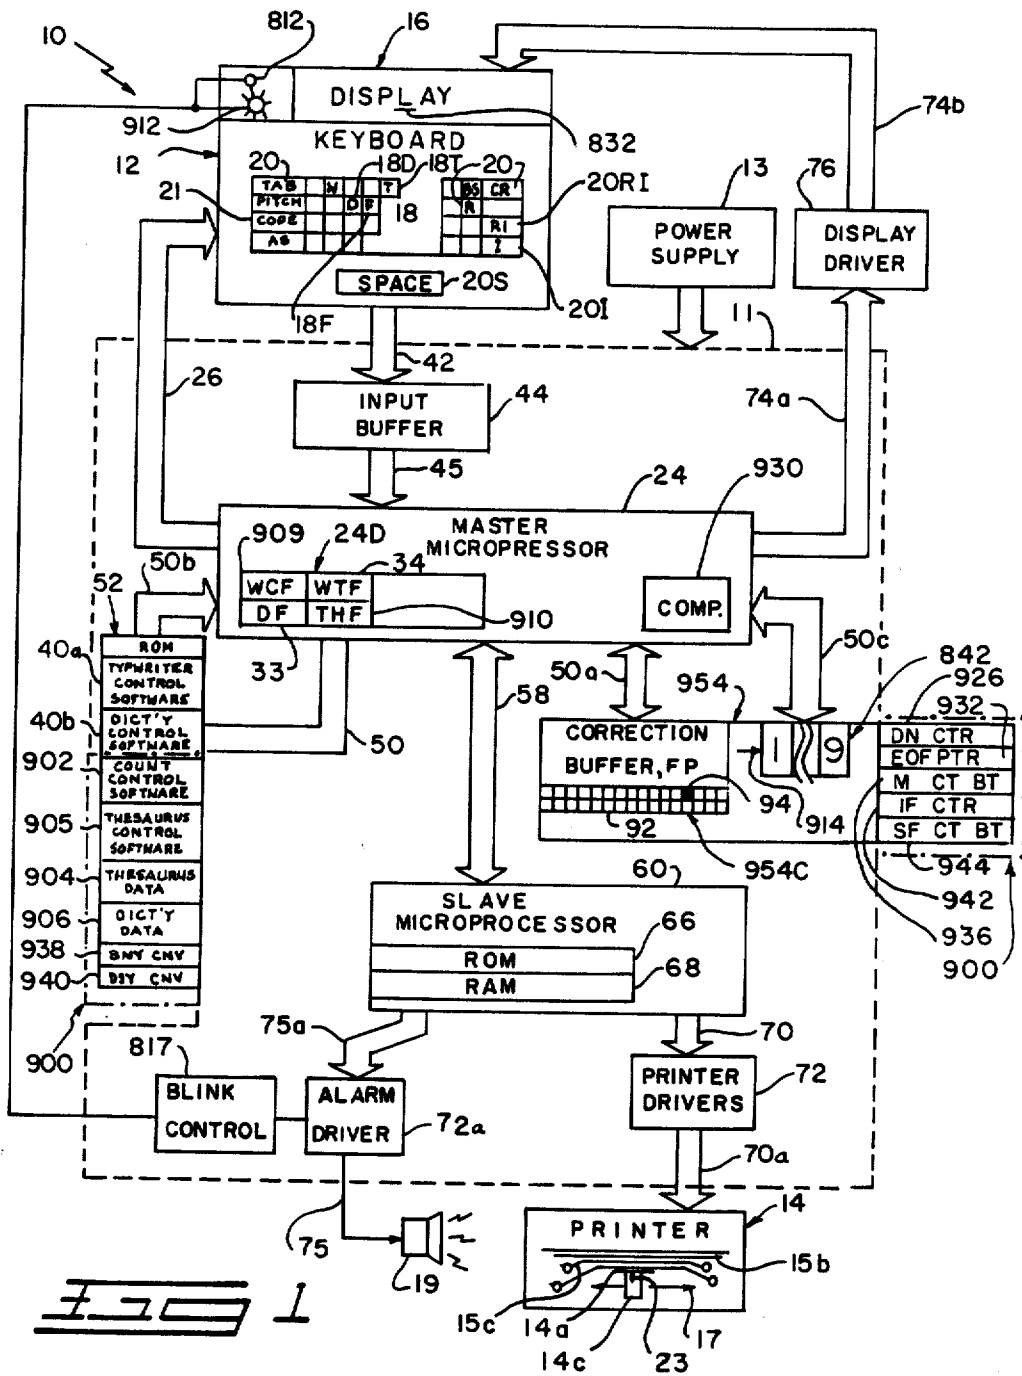 812
10
16
DISPLAY
912
832
74b
12
KEYBOARD
13
76
20
18D
18T
20
TAB W T
BS CR
20RI
21
PITCH D F
18
R
CODE
RI
AS
I
POWER
SUPPLY
DISPLAY
DRIVER
SPACE
20S
20I
18F
11
42
26
INPUT
BUFFER
44
74a
45
930
24
MASTER
MICROPRESSOR
909
24D
34
50b
WCF WTF
COMP.
52
DF THF
910
33
ROM
50a
50c
842
40a
TYPWRITER
CONTROL
SOFTWARE
58
954
926
932
40b
DICT'Y
CONTROL
SOFTWARE
50
CORRECTION
BUFFER, FP
1 9
DN CTR
EOF PTR
902
COUNT
CONTROL
SOFTWARE
M CT BT
94
914
IF CTR
92
SF CT BT
905
THESAURUS
CONTROL
SOFTWARE
954C
944
942
904
THESAURUS
DATA
60
SLAVE
MICROPROCESSOR
936
900
906
DICT'Y
DATA
66
ROM
938
BNY CNV
68
RAM
940
DSY CNV
75a
70
900
817
BLINK
CONTROL
ALARM
DRIVER
72a
PRINTER
DRIVERS
72
70a
75
19
PRINTER
14
15b
15c
14a
14c
23
17
FIG 1